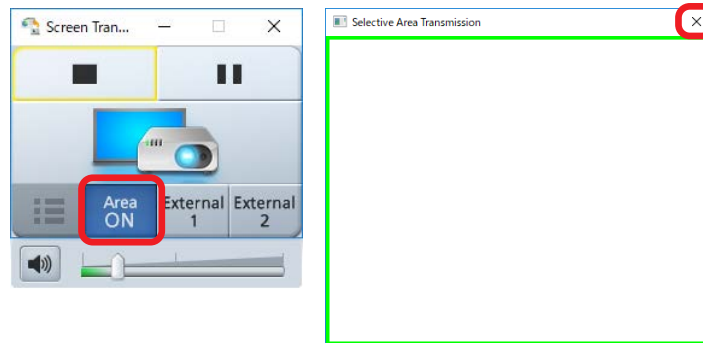 Screen Tran...
Area
ON
External
1
External
2
Selective Area Transmission